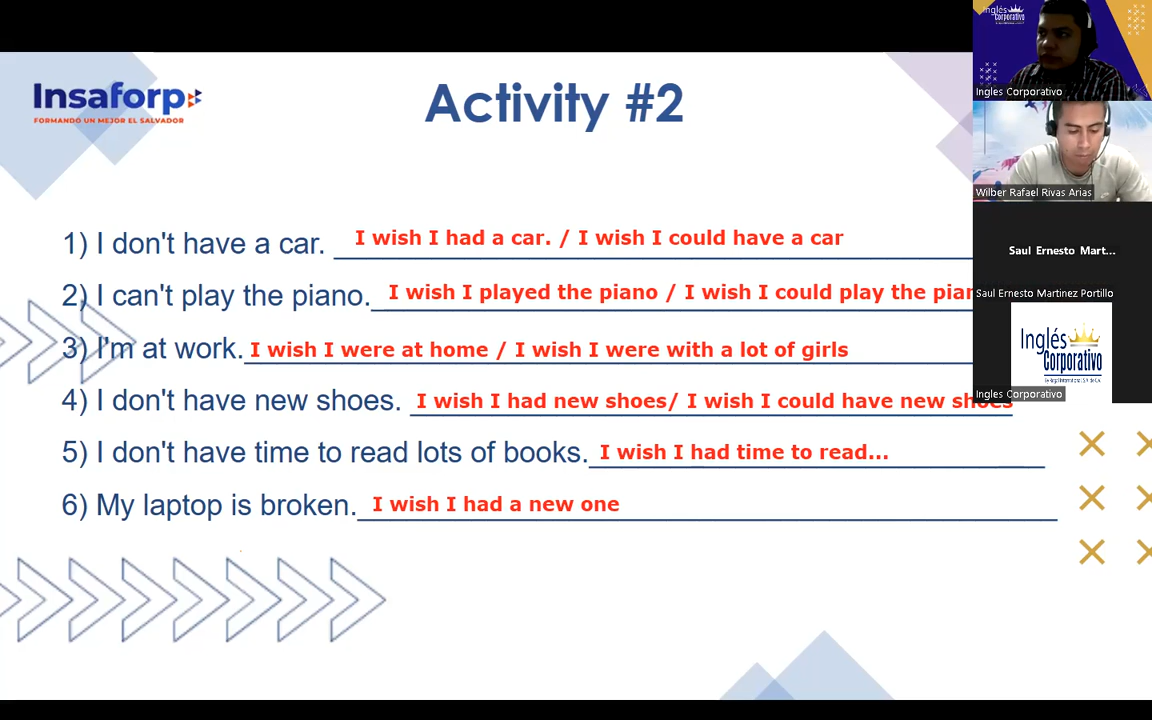 Insaforp
FORMANDO UN MEJOR EL SALVADOR
Activity #2
1) I don't have a car. I wish I had a car. / I wish I could have a car
2) I can't play the piano. I wish I played the piano / I wish I could play the pian
3) I'm at work. I wish I were at home / I wish I were with a lot of girls
4) I don't have new shoes. I wish I had new shoes/ I wish I could have new shoes
5) I don't have time to read lots of books. I wish I had time to read...
6) My laptop is broken. I wish I had a new one
Inglés
Corporativo
Ingles Corporativo
Wilber Rafael Rivas Arias
Saul Ernesto Mart...
Saul Ernesto Martinez Portillo
Inglés
Corporativo
Ingles Corporativo